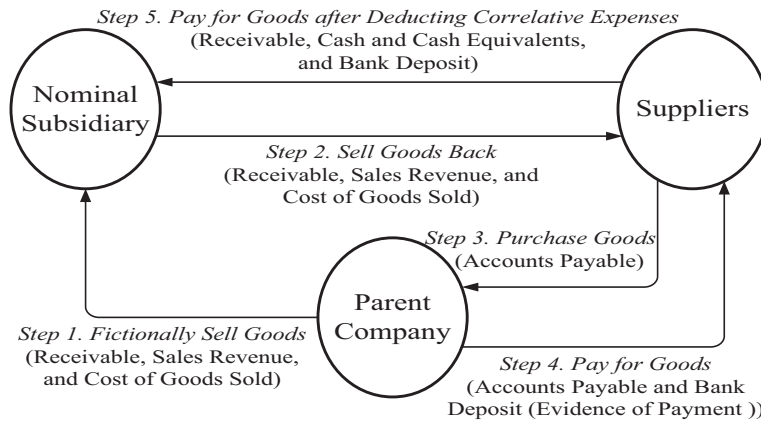 Step 5. Pay for Goods after Deducting Correlative Expenses
(Receivable, Cash and Cash Equivalents,
and Bank Deposit)
Nominal
Subsidiary
Suppliers
Step 2. Sell Goods Back
(Receivable, Sales Revenue, and
Cost of Goods Sold)
Step 3. Purchase Goods
(Accounts Payable)
Parent
Company
Step 1. Fictionally Sell Goods
(Receivable, Sales Revenue,
and Cost of Goods Sold)
Step 4. Pay for Goods
(Accounts Payable and Bank
Deposit (Evidence of Payment ))